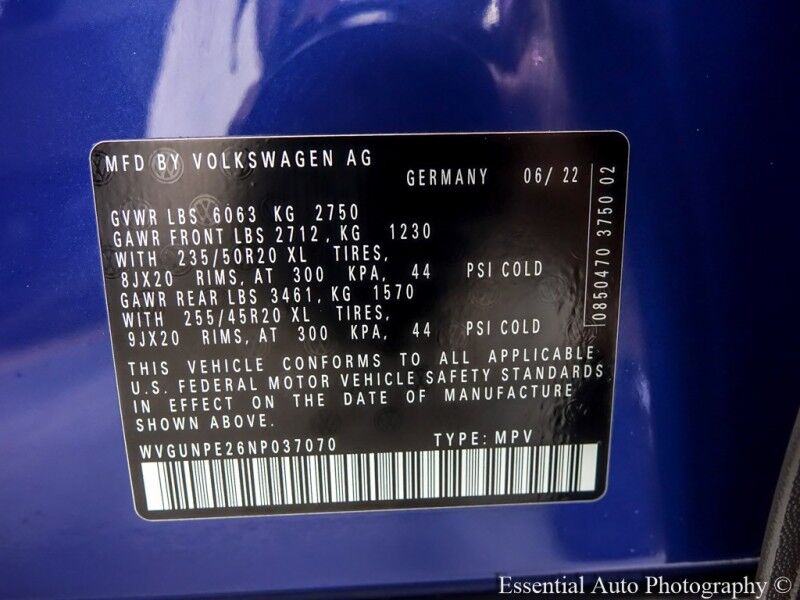 MFD BY VOLKSWAGEN AG
GERMANY 06/ 22
GVWR LBS 6063 KG 2750
GAWR FRONT LBS 2712, KG 1230
WITH 235/50R20 XL TIRES,
8JX20 RIMS, AT 300 KPA, 44 PSI COLD
GAWR REAR LBS 3461, KG 1570
WITH 255/45R20 XL TIRES,
9JX20 RIMS, AT 300 KPA, 44 PSI COLD
THIS VEHICLE CONFORMS TO ALL APPLICABLE
U.S. FEDERAL MOTOR VEHICLE SAFETY STANDARDS
IN EFFECT ON THE DATE OF MANUFACTURE
SHOWN ABOVE.
WVGUNPE26NP037070 TYPE: MPV
0850470 3750 02
Essential Auto Photography ©